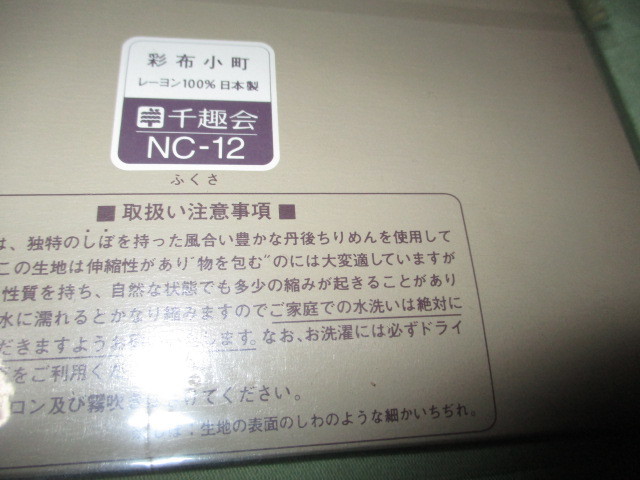 彩布小町
レーヨン100%日本製
千趣会
NC-12
ふくさ
■取扱い注意事項■
は、独特のしぼを持った風合い豊かな丹後ちりめんを使用して
この生地は伸縮性があり"物を包む"のには大変適していますが
性質を持ち、自然な状態でも多少の縮みが起きることがあり
水に濡れるとかなり縮みますのでご家庭での水洗いは絶対に
だきますようお ます。なお、お洗濯には必ずドライ
をご利用くだ
ロン及び霧吹き けてください。
:生地の表面のしわのような細かいちぢれ。